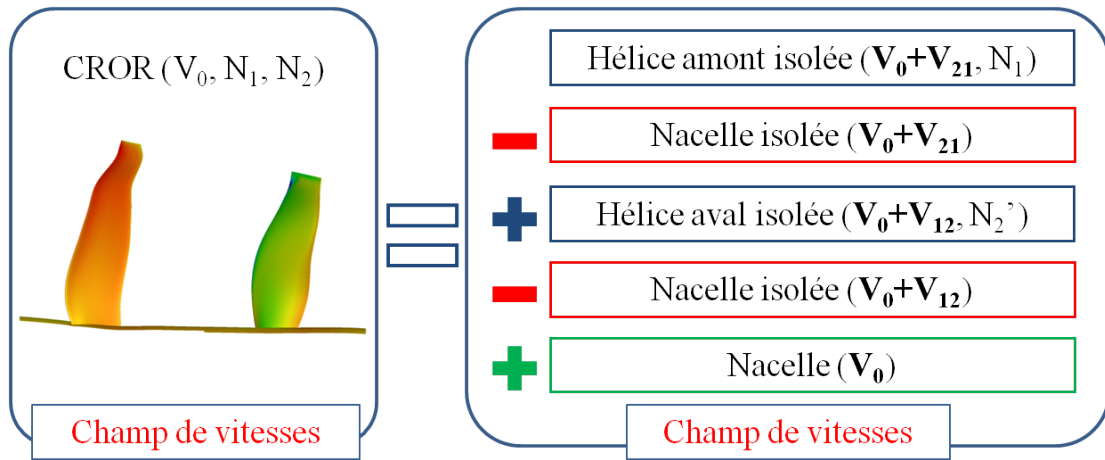 CROR (V₀, N₁, N₂)
Champ de vitesses
Hélice amont isolée (V₀+V₂₁, N₁)
Nacelle isolée (V₀+V₂₁)
Hélice aval isolée (V₀+V₁₂, N₂’)
Nacelle isolée (V₀+V₁₂)
Nacelle (V₀)
Champ de vitesses